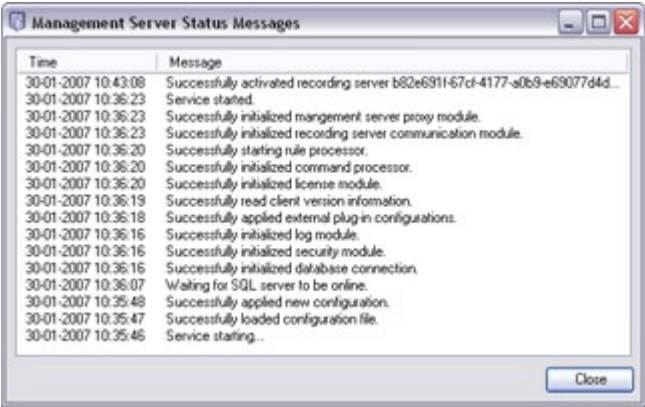 Management Server Status Messages
Time Message
30-01-2007 10:43:08 Successfully activated recording server b82e691f-67cf-4177-a0b9-e69077d4d...
30-01-2007 10:36:23 Service started.
30-01-2007 10:36:23 Successfully initialized mangement server proxy module.
30-01-2007 10:36:23 Successfully initialized recording server communication module.
30-01-2007 10:36:20 Successfully starting rule processor.
30-01-2007 10:36:20 Successfully initialized command processor.
30-01-2007 10:36:20 Successfully initialized license module.
30-01-2007 10:36:19 Successfully read client version information.
30-01-2007 10:36:18 Successfully applied external plug-in configurations.
30-01-2007 10:36:16 Successfully initialized log module.
30-01-2007 10:36:16 Successfully initialized security module.
30-01-2007 10:36:16 Successfully initialized database connection.
30-01-2007 10:36:07 Waiting for SQL server to be online.
30-01-2007 10:35:48 Successfully applied new configuration.
30-01-2007 10:35:47 Successfully loaded configuration file.
30-01-2007 10:35:46 Service starting...
Close